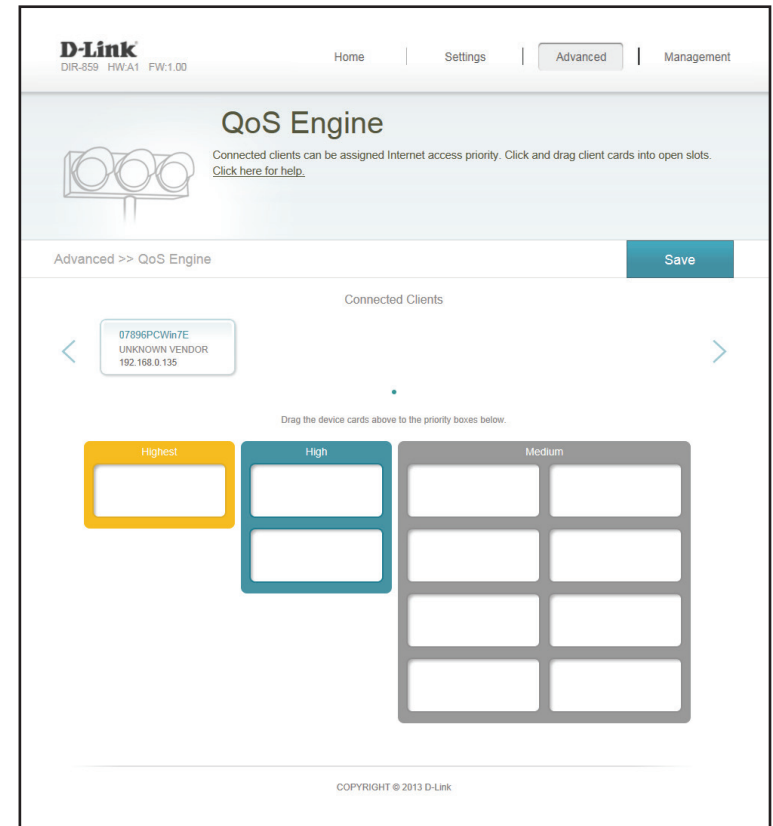 D-Link
DIR-859 HW:A1 FW:1.00
Home
Settings
Advanced
Management
QoS Engine
Connected clients can be assigned Internet access priority. Click and drag client cards into open slots.
Click here for help.
Advanced >> QoS Engine
Save
Connected Clients
07896PCWin7E
UNKNOWN VENDOR
192.168.0.135
Drag the device cards above to the priority boxes below.
Highest
High
Medium
COPYRIGHT © 2013 D-Link